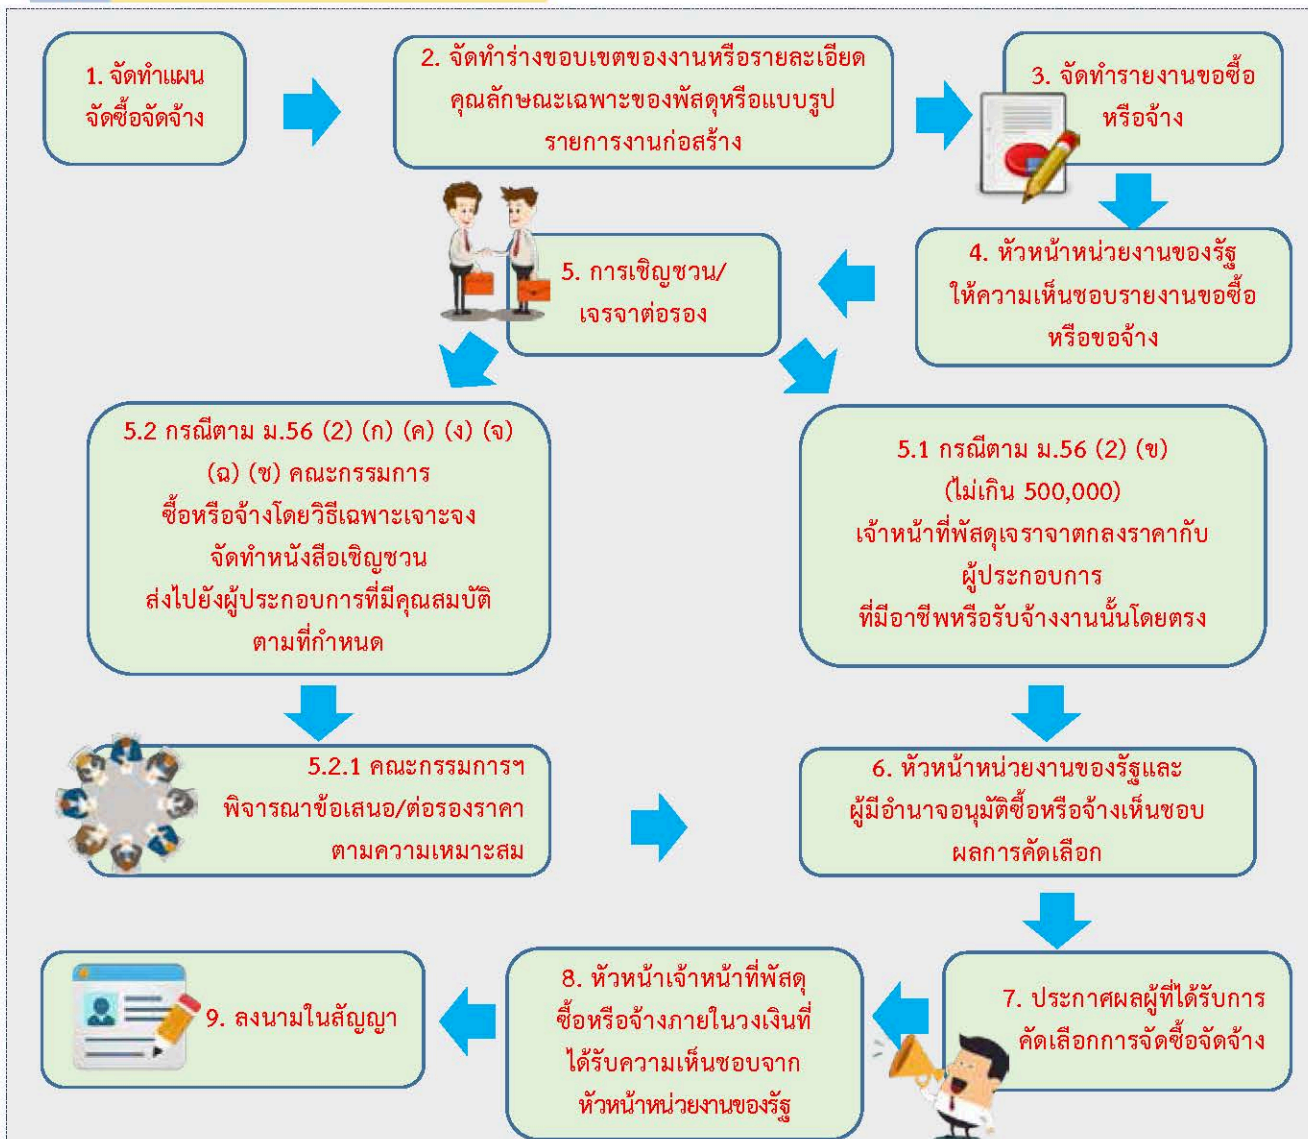 1. จัดทำแผน
จัดซื้อจัดจ้าง
2. จัดทำร่างขอบเขตของงานหรือรายละเอียด
คุณลักษณะเฉพาะของพัสดุหรือแบบรูป
รายการงานก่อสร้าง
3. จัดทำรายงานขอซื้อ
หรือจ้าง
4. หัวหน้าหน่วยงานของรัฐ
ให้ความเห็นชอบรายงานขอซื้อ
หรือขอจ้าง
5. การเชิญชวน/
เจรจาต่อรอง
5.1 กรณีตาม ม.56 (2) (ข)
(ไม่เกิน 500,000)
เจ้าหน้าที่พัสดุเจราจาตกลงราคากับ
ผู้ประกอบการ
ที่มีอาชีพหรือรับจ้างงานนั้นโดยตรง
5.2 กรณีตาม ม.56 (2) (ก) (ค) (ง) (จ)
(ฉ) (ซ) คณะกรรมการ
ซื้อหรือจ้างโดยวิธีเฉพาะเจาะจง
จัดทำหนังสือเชิญชวน
ส่งไปยังผู้ประกอบการที่มีคุณสมบัติ
ตามที่กำหนด
5.2.1 คณะกรรมการฯ
พิจารณาข้อเสนอ/ต่อรองราคา
ตามความเหมาะสม
6. หัวหน้าหน่วยงานของรัฐและ
ผู้มีอำนาจอนุมัติซื้อหรือจ้างเห็นชอบ
ผลการคัดเลือก
7. ประกาศผลผู้ที่ได้รับการ
คัดเลือกการจัดซื้อจัดจ้าง
8. หัวหน้าเจ้าหน้าที่พัสดุ
ซื้อหรือจ้างภายในวงเงินที่
ได้รับความเห็นชอบจาก
หัวหน้าหน่วยงานของรัฐ
9. ลงนามในสัญญา